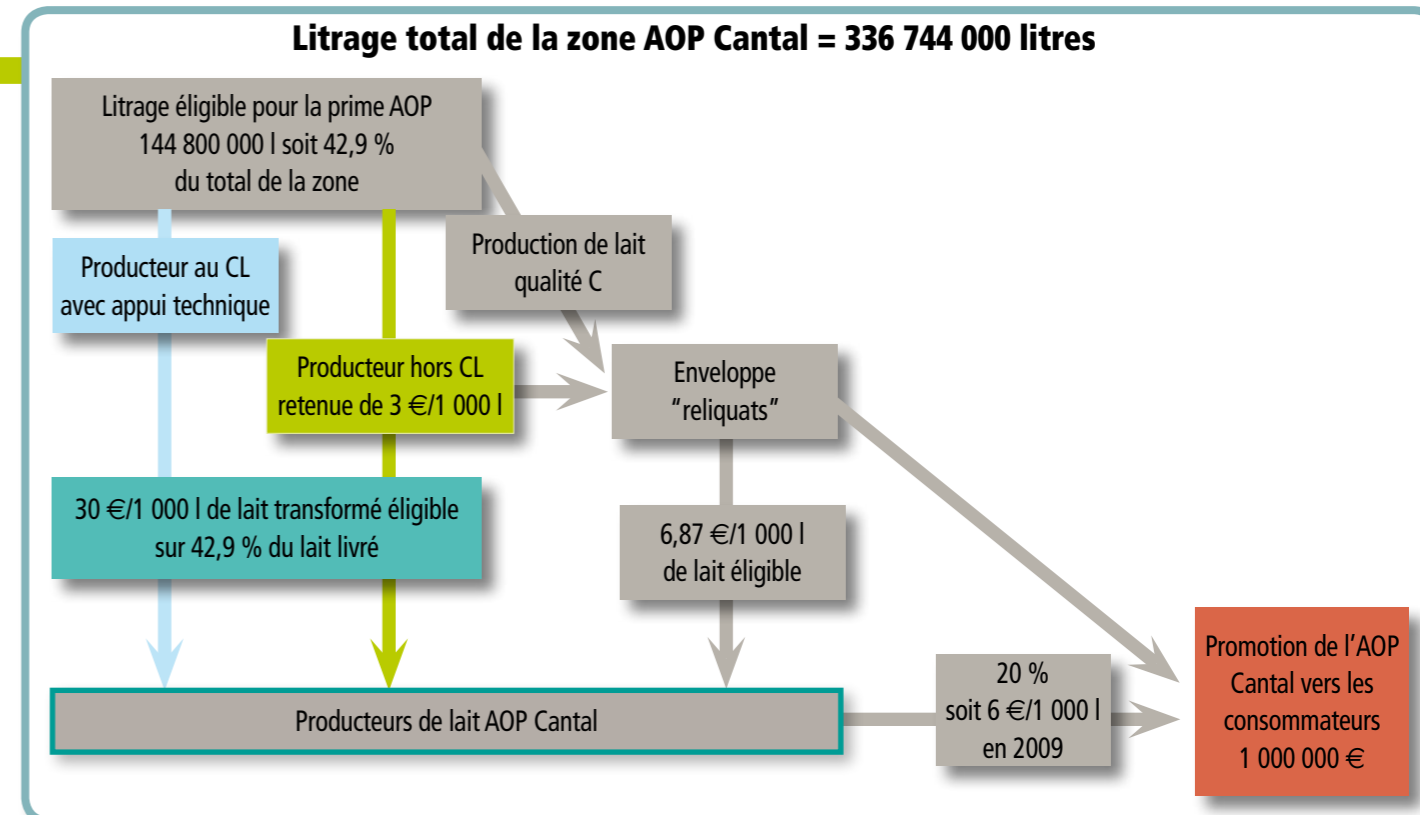 Litrage total de la zone AOP Cantal = 336 744 000 litres
Litrage éligible pour la prime AOP
144 800 000 l soit 42,9 %
du total de la zone
Producteur au CL
avec appui technique
Production de lait
qualité C
Producteur hors CL
retenue de 3 €/1 000 l
Enveloppe
“reliquats”
30 €/1 000 l de lait transformé éligible
sur 42,9 % du lait livré
6,87 €/1 000 l
de lait éligible
Producteurs de lait AOP Cantal
20 %
soit 6 €/1 000 l
en 2009
Promotion de l’AOP
Cantal vers les
consommateurs
1 000 000 €